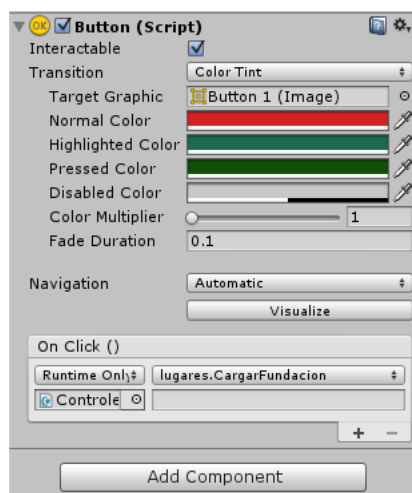 OK Button (Script)
Interactable
Transition Color Tint
Target Graphic Button 1 (Image)
Normal Color
Highlighted Color
Pressed Color
Disabled Color
Color Multiplier 1
Fade Duration 0.1
Navigation Automatic
Visualize
On Click ()
Runtime Only lugares.CargarFundacion
Controle
+ −
Add Component